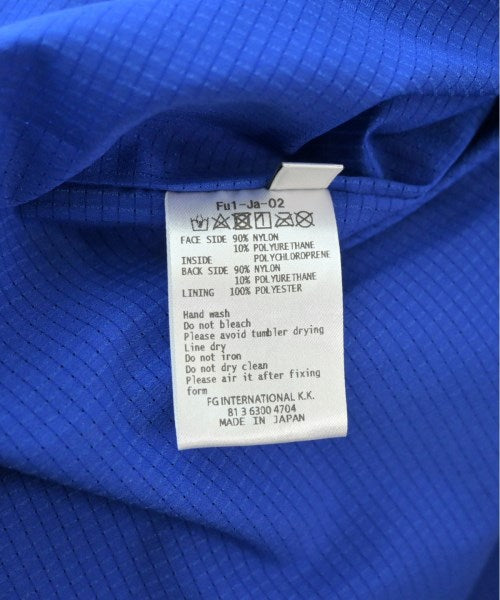 Fu1-Ja-02
FACE SIDE 90% NYLON
10% POLYURETHANE
INSIDE POLYCHLOROPRENE
BACK SIDE 90% NYLON
10% POLYURETHANE
LINING 100% POLYESTER
Hand wash
Do not bleach
Please avoid tumbler drying
Line dry
Do not iron
Do not dry clean
Please air it after fixing
form
FG INTERNATIONAL K.K.
81 3 6300 4704
MADE IN JAPAN